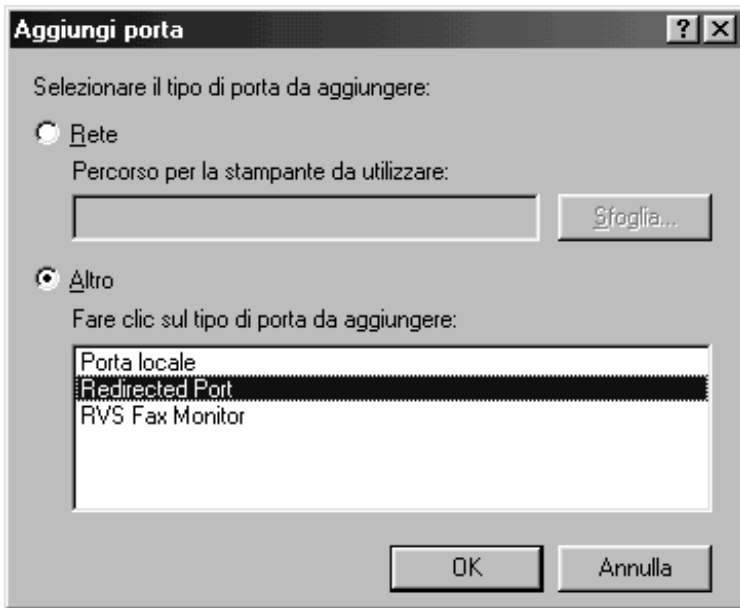 Aggiungi porta
Selezionare il tipo di porta da aggiungere:
Rete
Percorso per la stampante da utilizzare:
Sfoglia...
Altro
Fare clic sul tipo di porta da aggiungere:
Porta locale
Redirected Port
RVS Fax Monitor
OK Annulla